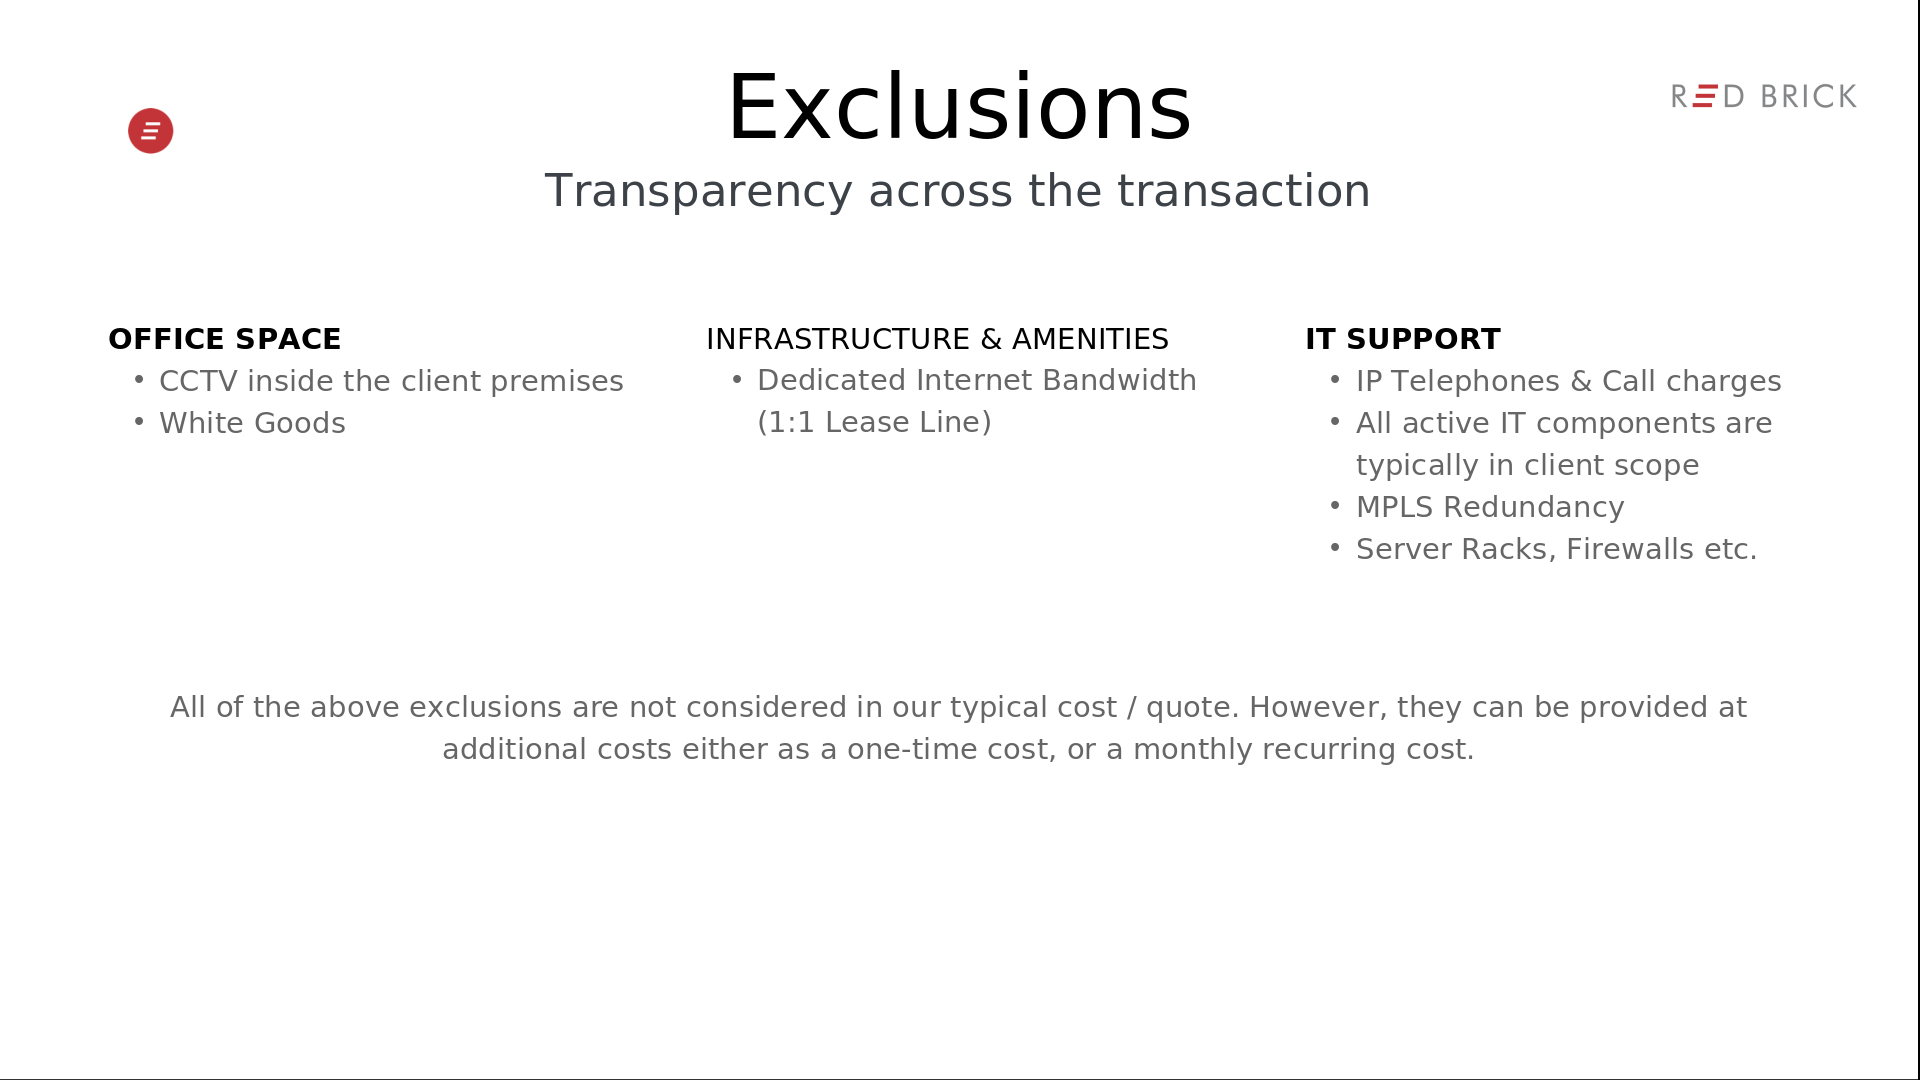 Exclusions
RED BRICK
Transparency across the transaction
OFFICE SPACE
• CCTV inside the client premises
• White Goods
INFRASTRUCTURE & AMENITIES
• Dedicated Internet Bandwidth
(1:1 Lease Line)
IT SUPPORT
• IP Telephones & Call charges
• All active IT components are
typically in client scope
• MPLS Redundancy
• Server Racks, Firewalls etc.
All of the above exclusions are not considered in our typical cost / quote. However, they can be provided at
additional costs either as a one-time cost, or a monthly recurring cost.